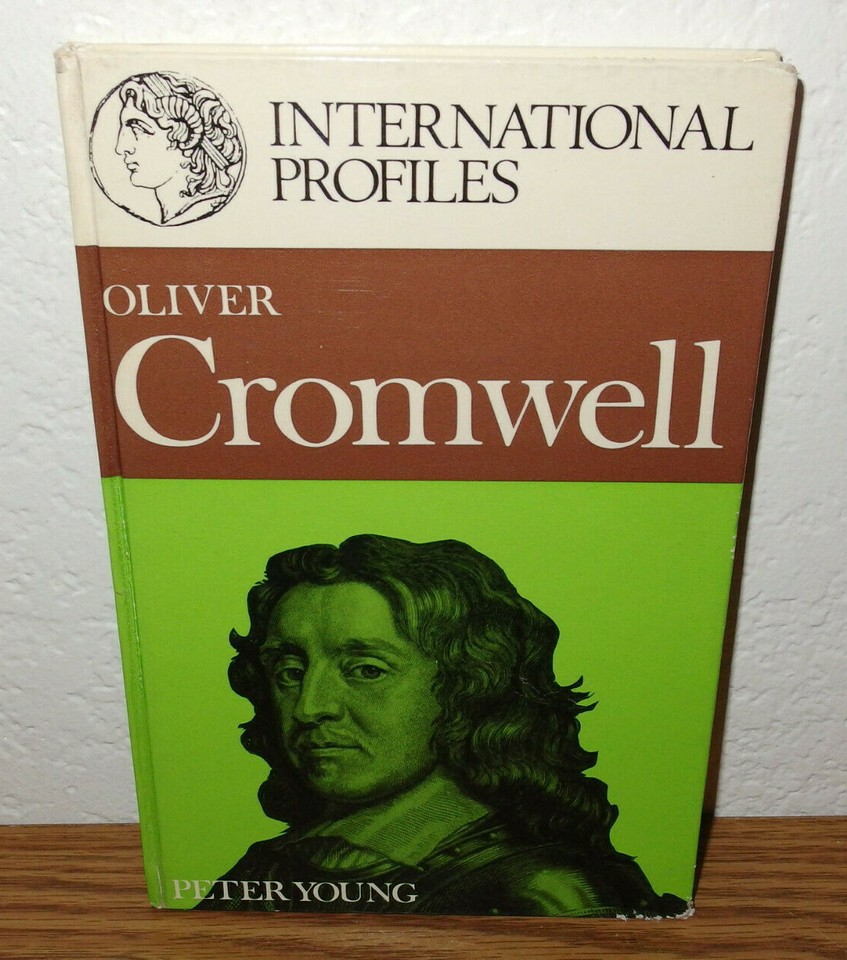 INTERNATIONAL
PROFILES
OLIVER
Cromwell
PETER YOUNG